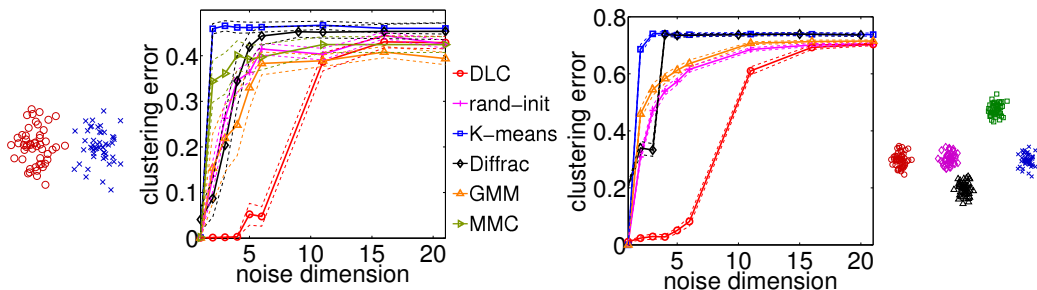 clustering error
0.4
0.3
0.2
0.1
0
5
10
15
20
noise dimension
DLC
rand-init
K-means
Diffrac
GMM
MMC
clustering error
0.8
0.6
0.4
0.2
0
5
10
15
20
noise dimension